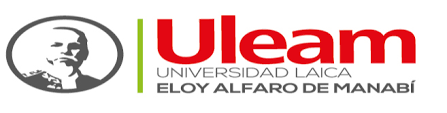 Uleam
UNIVERSIDAD LAICA
ELOY ALFARO DE MANABÍ